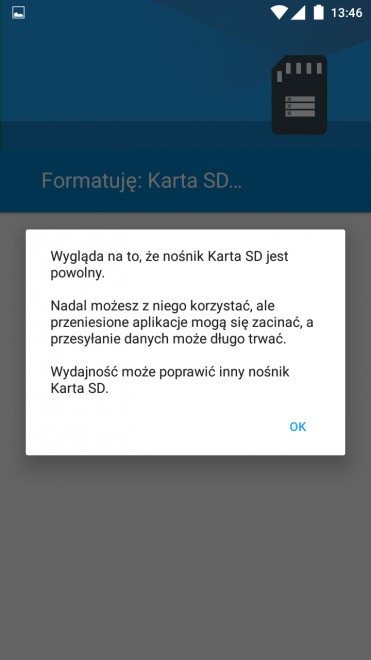 13:46
Formatuję: Karta SD...
Wygląda na to, że nośnik Karta SD jest
powolny.
Nadal możesz z niego korzystać, ale
przeniesione aplikacje mogą się zacinać, a
przesyłanie danych może długo trwać.
Wydajność może poprawić inny nośnik
Karta SD.
OK